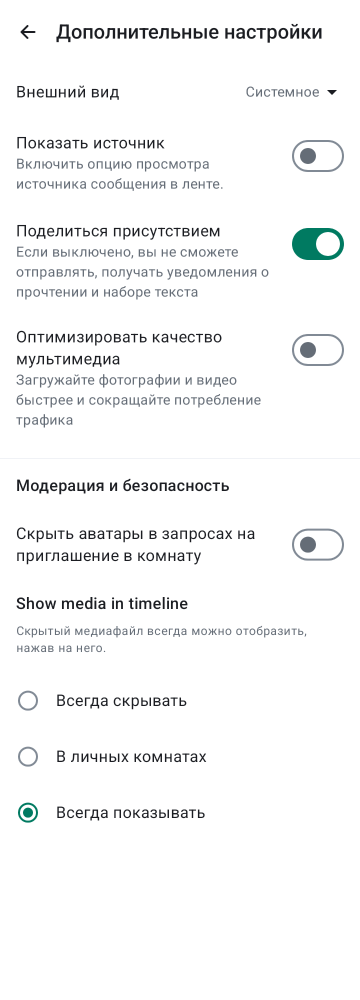 Дополнительные настройки
Внешний вид
Системное
Показать источник
Включить опцию просмотра
источника сообщения в ленте.
Поделиться присутствием
Если выключено, вы не сможете
отправлять, получать уведомления о
прочтении и наборе текста
Оптимизировать качество
мультимедиа
Загружайте фотографии и видео
быстрее и сокращайте потребление
трафика
Модерация и безопасность
Скрыть аватары в запросах на
приглашение в комнату
Show media in timeline
Скрытый медиафайл всегда можно отобразить,
нажав на него.
Всегда скрывать
В личных комнатах
Всегда показывать